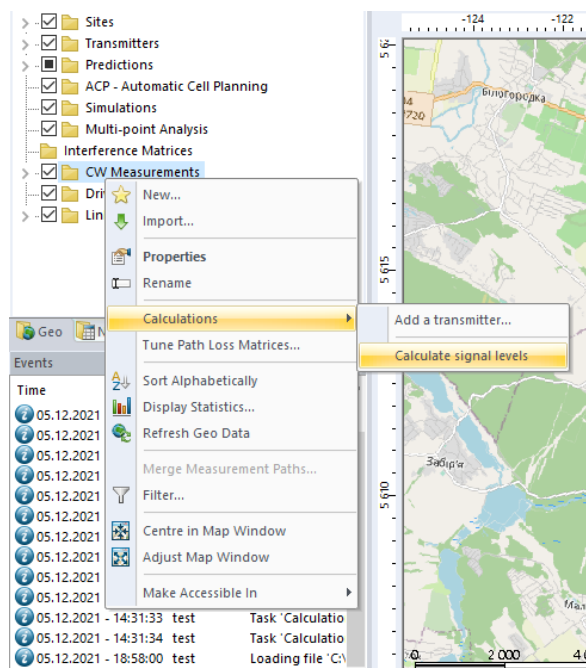 Sites
Transmitters
Predictions
ACP - Automatic Cell Planning
Simulations
Multi-point Analysis
Interference Matrices
CW Measurements
Dri
Lin
New...
Import...
Properties
Rename
Calculations
Tune Path Loss Matrices...
Sort Alphabetically
Display Statistics...
Refresh Geo Data
Merge Measurement Paths...
Filter...
Centre in Map Window
Adjust Map Window
Make Accessible In
Add a transmitter...
Calculate signal levels
Geo
N
Events
Time
05.12.2021
05.12.2021
05.12.2021
05.12.2021
05.12.2021
05.12.2021
05.12.2021
05.12.2021
05.12.2021
05.12.2021
05.12.2021 - 14:31:33 test Task 'Calculatio
05.12.2021 - 14:31:34 test Task 'Calculatio
05.12.2021 - 18:58:00 test Loading file 'C:\
-124
-122
5 615
5 610
Білогородка
Забір'я
0
2 000
4